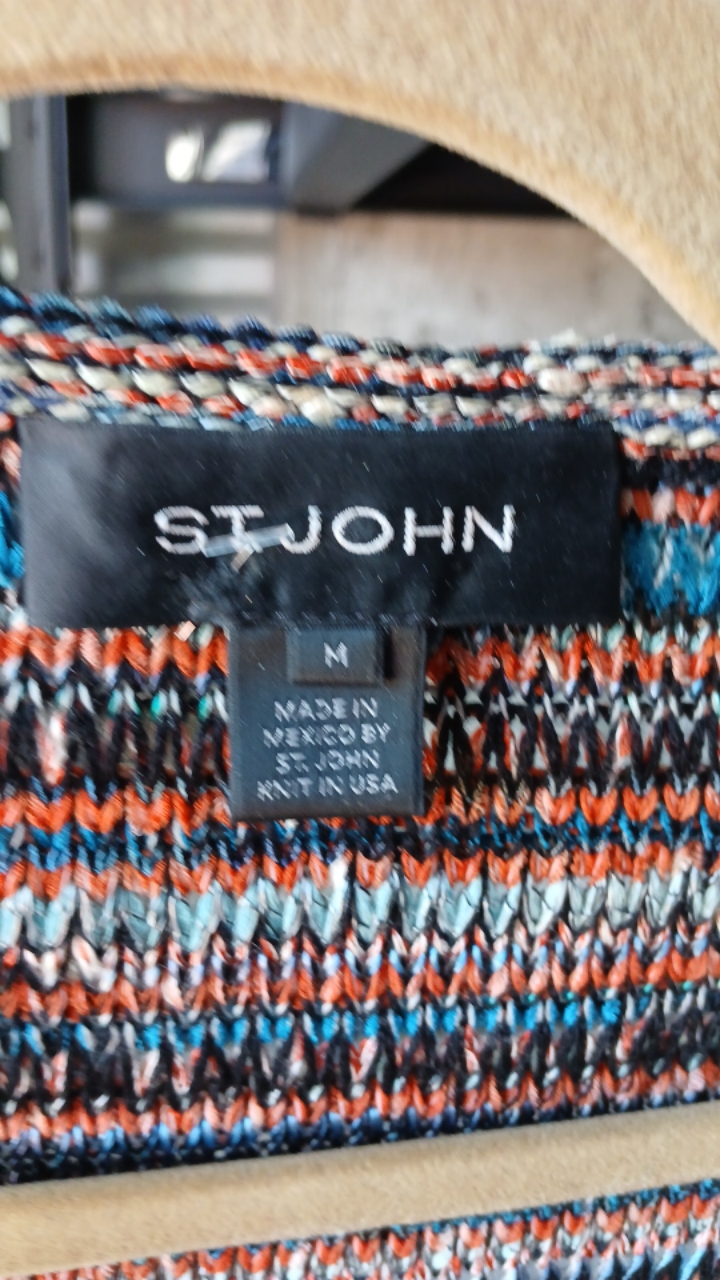 ST. JOHN
M
MADE IN
MEXICO BY
ST. JOHN
KNIT IN USA